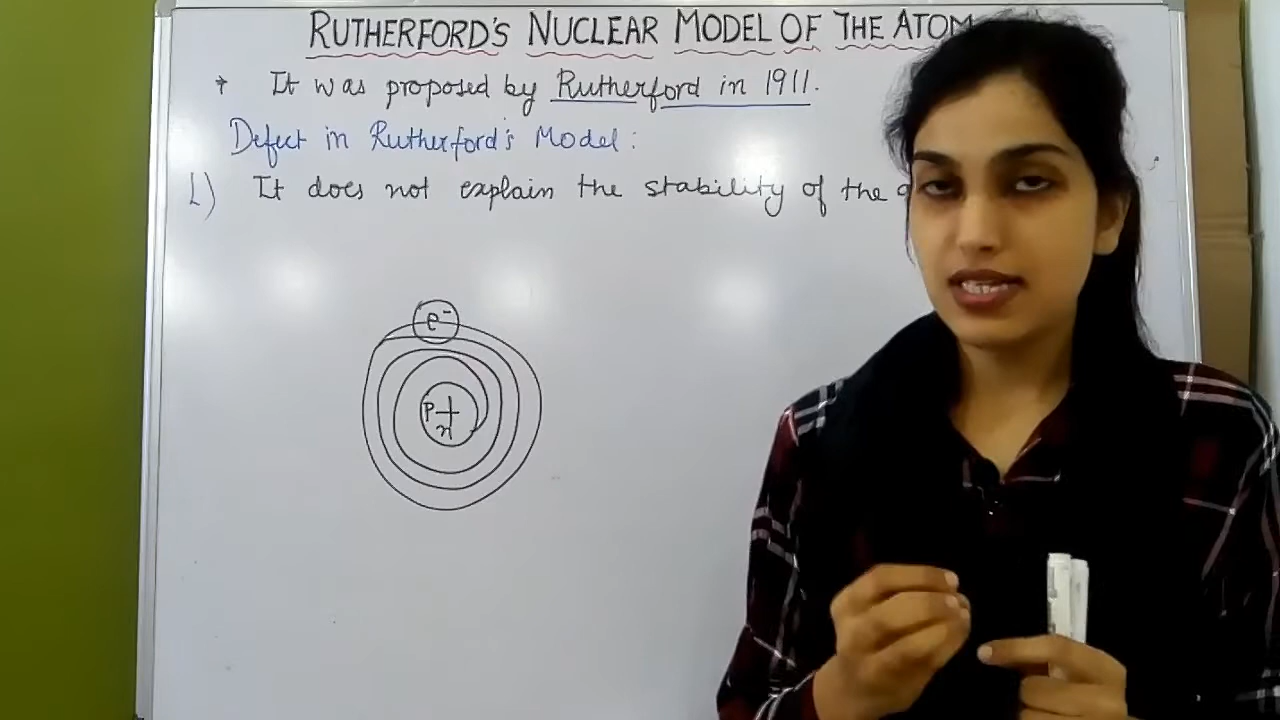 RUTHERFORD'S NUCLEAR MODEL OF THE ATOM
→ It was proposed by Rutherford in 1911.
Defect in Rutherford's Model:
1) It does not explain the stability of the
e⁻
P +
n